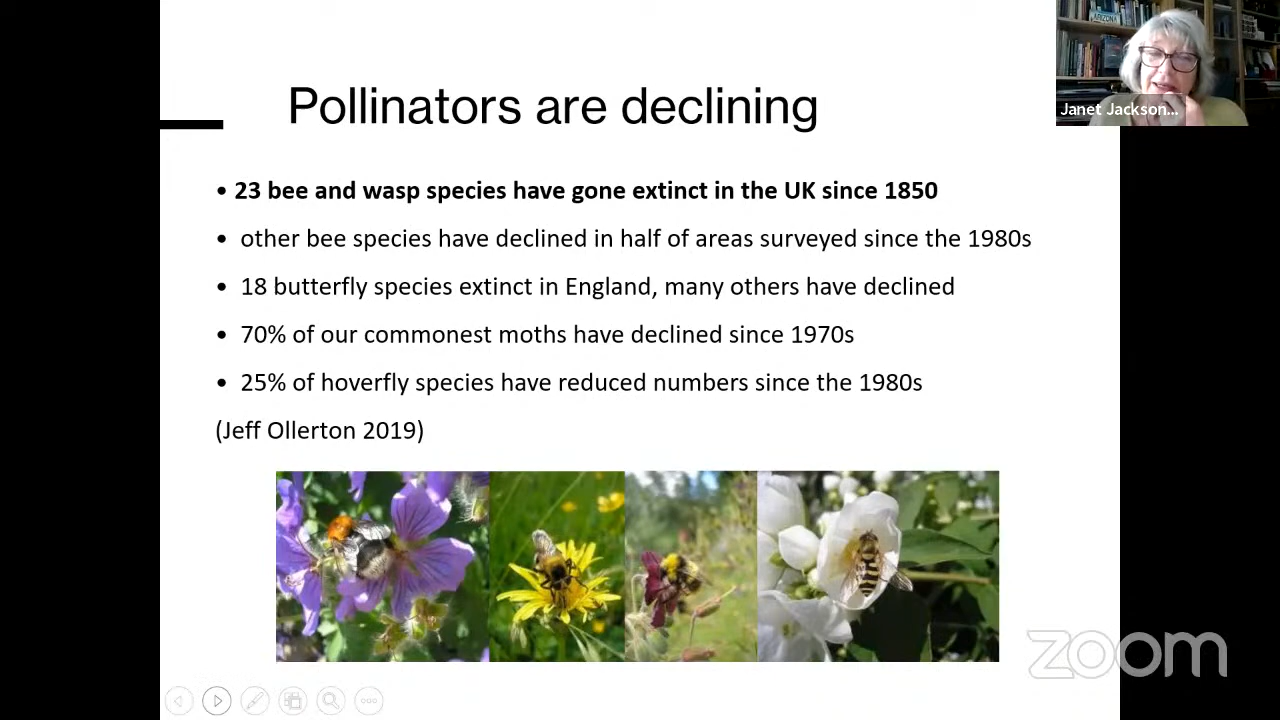 Pollinators are declining
• 23 bee and wasp species have gone extinct in the UK since 1850
• other bee species have declined in half of areas surveyed since the 1980s
• 18 butterfly species extinct in England, many others have declined
• 70% of our commonest moths have declined since 1970s
• 25% of hoverfly species have reduced numbers since the 1980s
(Jeff Ollerton 2019)
ARIZONA
Janet Jackson...
zoom